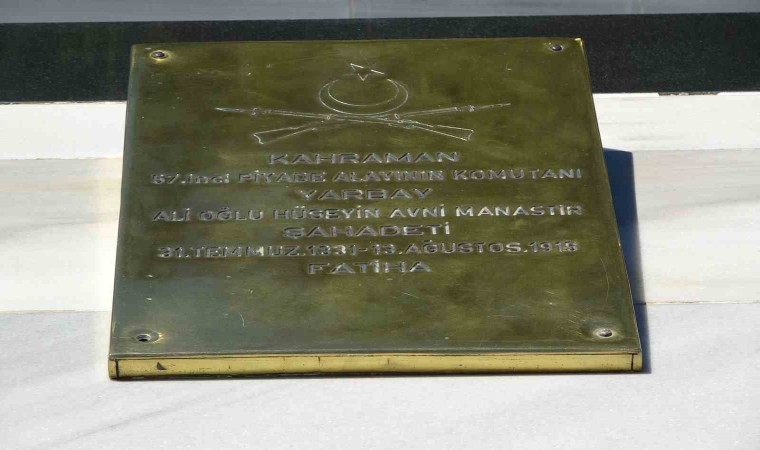 KAHRAMAN
57.inci PİYADE ALAYININ KOMUTANI
YARBAY
ALİ OĞLU HÜSEYİN AVNİ MANASTIR
ŞAHADETİ
31.TEMMUZ.1331-13.AĞUSTOS.1915
FATİHA